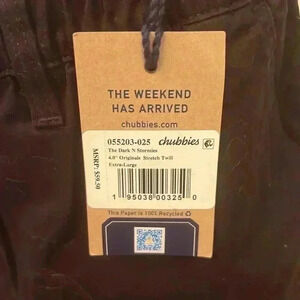 THE WEEKEND
HAS ARRIVED
chubbies.com
055203-025 chubbies
The Dark N Stormies
4.0" Originals Stretch Twill
Extra-Large
MSRP: $59.50
1 95038 00325 0
This Paper is 100% Recycled